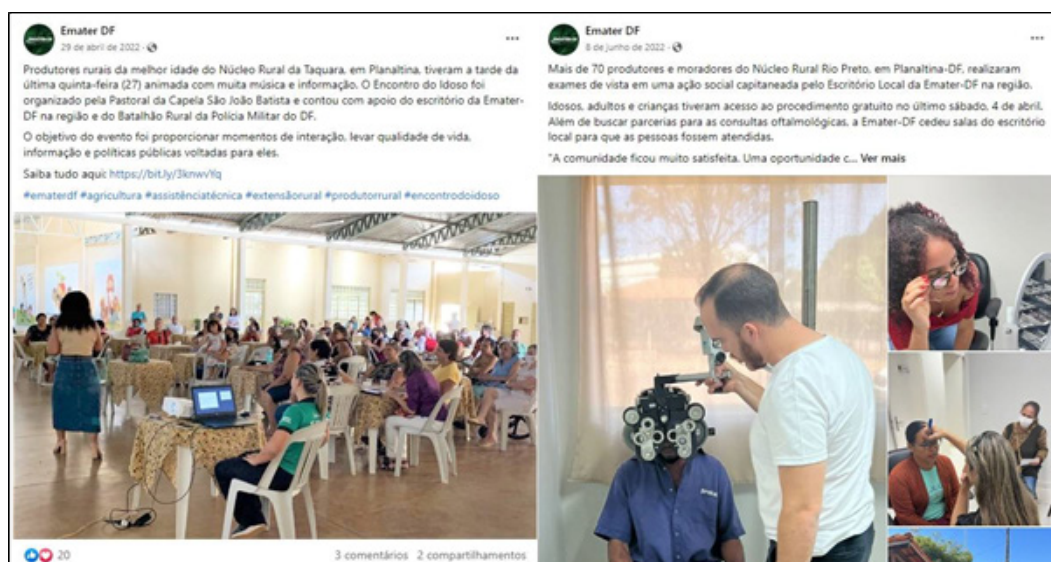 Emater DF
29 de abril de 2022 ·
Produtores rurais da melhor idade do Núcleo Rural da Taquara, em Planaltina, tiveram a tarde da
última quinta-feira (27) animada com muita música e informação. O Encontro do Idoso foi
organizado pela Pastoral da Capela São João Batista e contou com apoio do escritório da Emater-
DF na região e do Batalhão Rural da Polícia Militar do DF.
O objetivo do evento foi proporcionar momentos de interação, levar qualidade de vida,
informação e políticas públicas voltadas para eles.
Saiba tudo aqui: https://bit.ly/3knwvYq
#ematerdf #agricultura #assistênciatécnica #extensãorural #produtorrural #encontrodoidoso
20
3 comentários 2 compartilhamentos
Emater DF
8 de junho de 2022 ·
Mais de 70 produtores e moradores do Núcleo Rural Rio Preto, em Planaltina-DF, realizaram
exames de vista em uma ação social capitaneada pelo Escritório Local da Emater-DF na região.
Idosos, adultos e crianças tiveram acesso ao procedimento gratuito no último sábado, 4 de abril.
Além de buscar parcerias para as consultas oftalmológicas, a Emater-DF cedeu salas do escritório
local para que as pessoas fossem atendidas.
"A comunidade ficou muito satisfeita. Uma oportunidade c... Ver mais